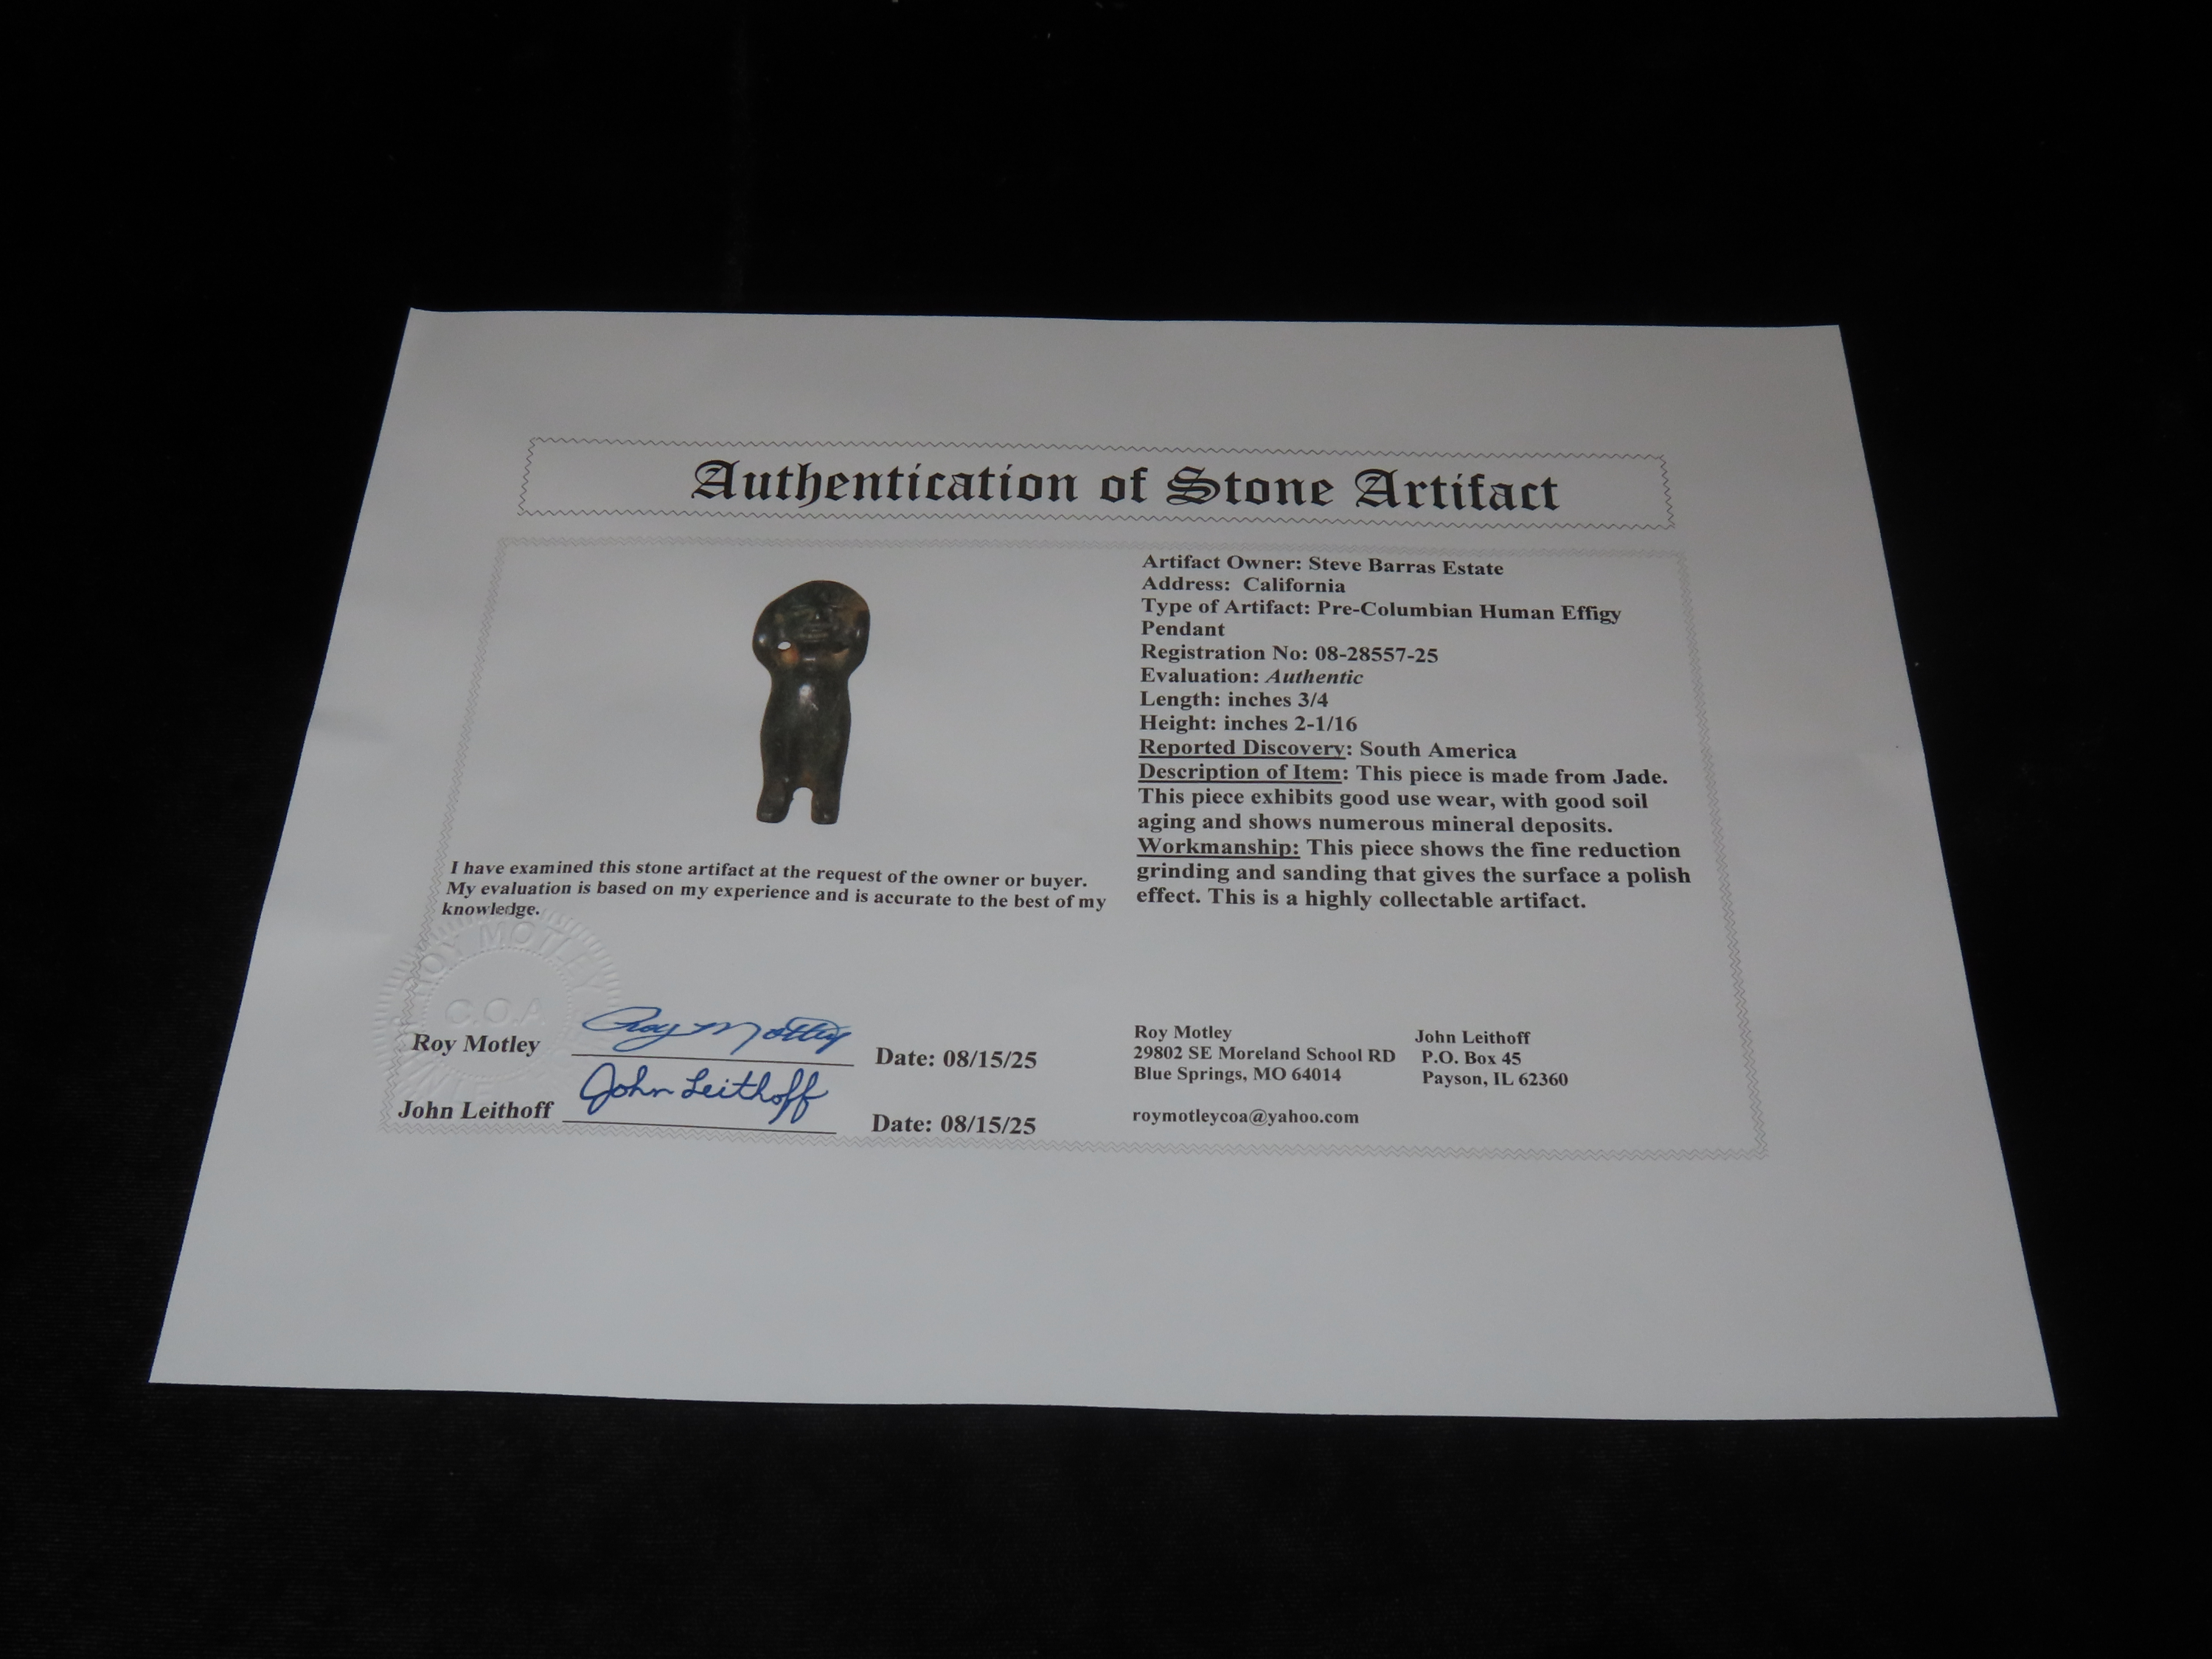 Authentication of Stone Artifact
Artifact Owner: Steve Barras Estate
Address: California
Type of Artifact: Pre-Columbian Human Effigy
Pendant
Registration No: 08-28557-25
Evaluation: Authentic
Length: inches 3/4
Height: inches 2-1/16
Reported Discovery: South America
Description of Item: This piece is made from Jade.
This piece exhibits good use wear, with good soil
aging and shows numerous mineral deposits.
Workmanship: This piece shows the fine reduction
grinding and sanding that gives the surface a polish
effect. This is a highly collectable artifact.
I have examined this stone artifact at the request of the owner or buyer.
My evaluation is based on my experience and is accurate to the best of my
knowledge.
ROY MOTLEY
C.O.A
Roy Motley Roy Motley Date: 08/15/25
John Leithoff John Leithoff Date: 08/15/25
Roy Motley
29802 SE Moreland School RD
Blue Springs, MO 64014
roymotleycoa@yahoo.com
John Leithoff
P.O. Box 45
Payson, IL 62360